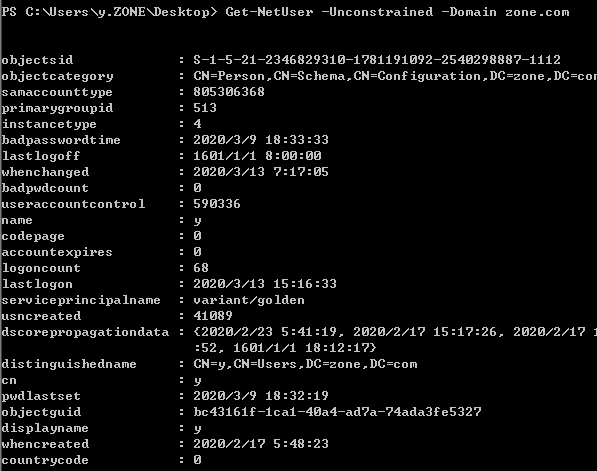 PS C:\Users\y.ZONE\Desktop> Get-NetUser -Unconstrained -Domain zone.com
objectsid : S-1-5-21-2346829310-1781191092-2540298887-1112
objectcategory : CN=Person,CN=Schema,CN=Configuration,DC=zone,DC=com
samaccounttype : 805306368
primarygroupid : 513
instancetype : 4
badpasswordtime : 2020/3/9 18:33:33
lastlogoff : 1601/1/1 8:00:00
whenchanged : 2020/3/13 7:17:05
badpwdcount : 0
useraccountcontrol : 590336
name : y
codepage : 0
accountexpires : 0
logoncount : 68
lastlogon : 2020/3/13 15:16:33
serviceprincipalname : variant/golden
usncreated : 41089
dscorepropagationdata : {2020/2/23 5:41:19, 2020/2/17 15:17:26, 2020/2/17 1
:52, 1601/1/1 18:12:17}
distinguishedname : CN=y,CN=Users,DC=zone,DC=com
cn : y
pwdlastset : 2020/3/9 18:32:19
objectguid : bc43161f-1ca1-40a4-ad7a-74ada3fe5327
displayname : y
whencreated : 2020/2/17 5:48:23
countrycode : 0